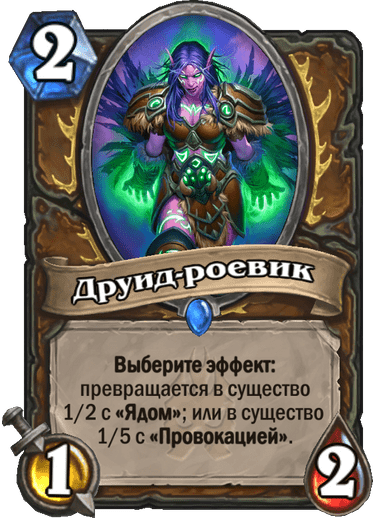 2
Друид-роевик
Выберите эффект:
превращается в существо
1/2 с «Ядом»; или в существо
1/5 с «Провокацией».
1
2